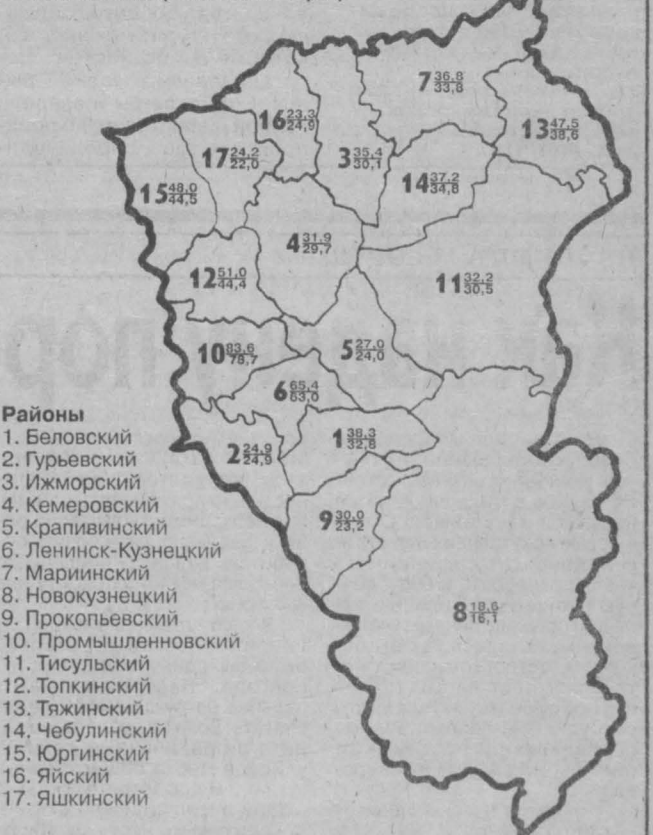 7 36.8 33,8
16 23,3 24,9
13 47,5 38,6
17 24,2 22,0
3 35,4 30,1
14 37,2 34,8
15 48,0 44,5
4 31,9 29,7
12 51,0 44,4
11 32,2 30,5
10 83,6 78,7
5 27,0 24,0
6 65,4 63,0
1 38,3 32,8
2 24,9 24,9
9 30,0 23,2
8 18,6 16,1
Районы
1. Беловский
2. Гурьевский
3. Ижморский
4. Кемеровский
5. Крапивинский
6. Ленинск-Кузнецкий
7. Мариинский
8. Новокузнецкий
9. Прокопьевский
10. Промышленновский
11. Тисульский
12. Топкинский
13. Тяжинский
14, Чебулинский
15. Юргинский
16. Яйский
17. Яшкинский